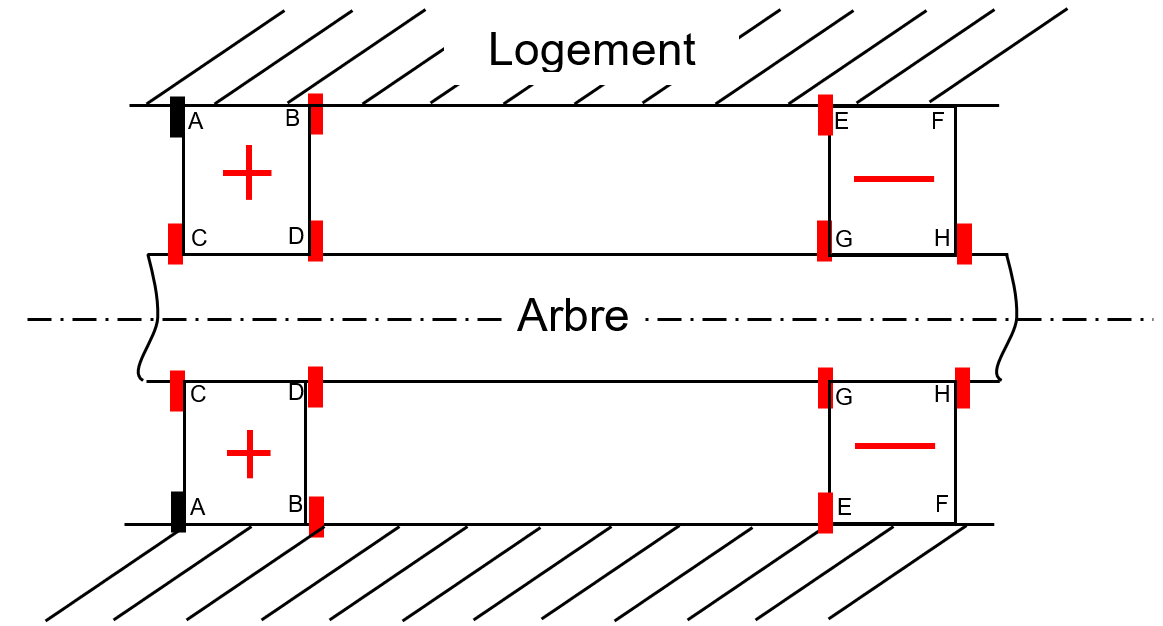 Logement
A B E F
C D G H
Arbre
C D G H
A B E F